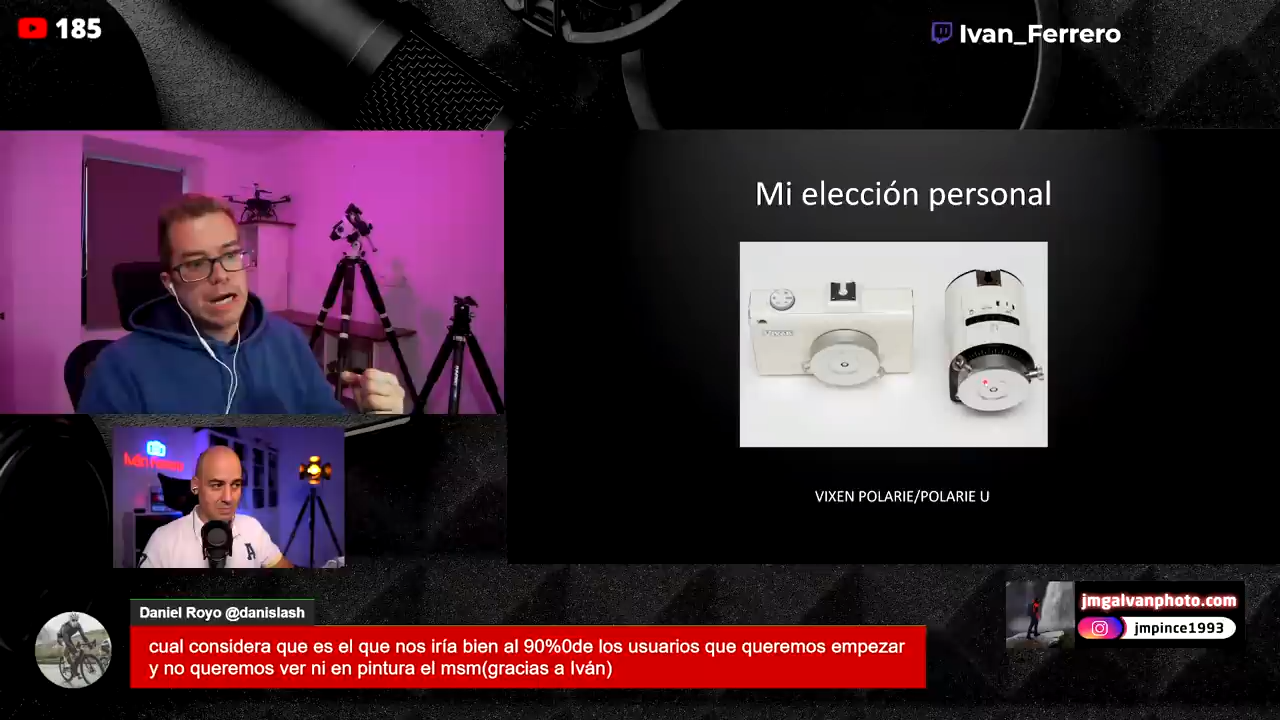 185
Ivan_Ferrero
Mi elección personal
VIXEN POLARIE/POLARIE U
Daniel Royo @danislash
cual considera que es el que nos iría bien al 90%0de los usuarios que queremos empezar
y no queremos ver ni en pintura el msm(gracias a Iván)
jmgalvanphoto.com
jmpince1993